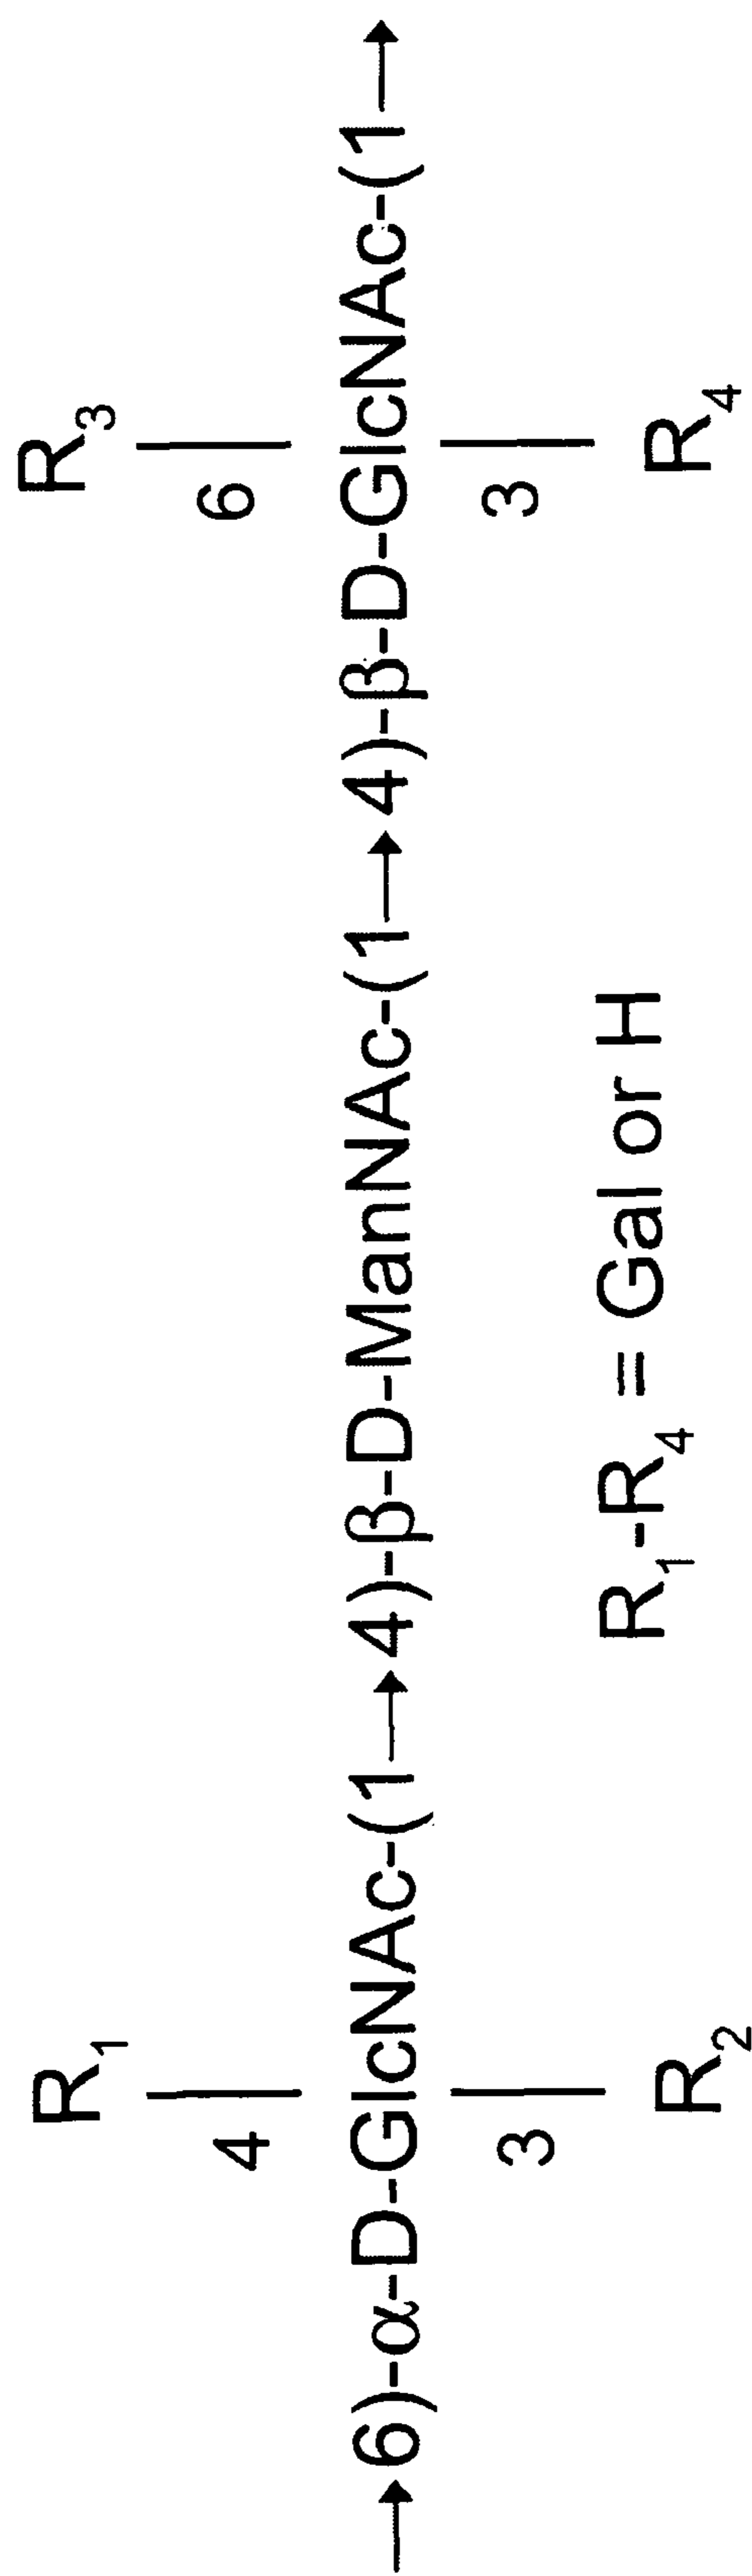 R₁ R₃
4 6
→6)-α-D-GlcNAc-(1→4)-β-D-ManNAc-(1→4)-β-D-GlcNAc-(1→
3 3
R₂ R₄
R₁-R₄ = Gal or H